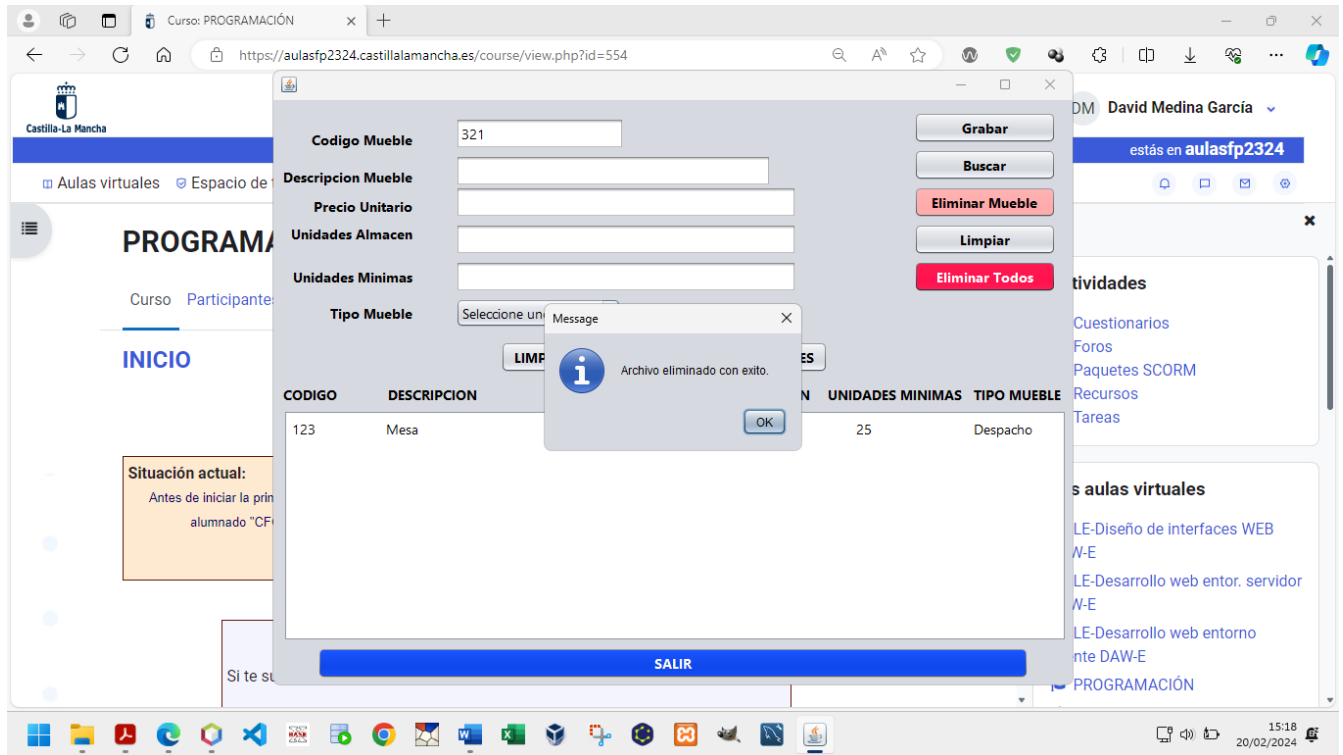 Curso: PROGRAMACIÓN
https://aulasfp2324.castillalamancha.es/course/view.php?id=554
Castilla-La Mancha
DM David Medina García
estás en aulasfp2324
Aulas virtuales Espacio de
PROGRAMA
Curso Participante
INICIO
Situación actual:
Antes de iniciar la prin
alumnado "CF
Si te su
Codigo Mueble 321
Descripcion Mueble
Precio Unitario
Unidades Almacen
Unidades Minimas
Tipo Mueble Seleccione un
Grabar
Buscar
Eliminar Mueble
Limpiar
Eliminar Todos
LIMP ES
Message
Archivo eliminado con exito.
OK
CODIGO DESCRIPCION N UNIDADES MINIMAS TIPO MUEBLE
123 Mesa 25 Despacho
SALIR
tividades
Cuestionarios
Foros
Paquetes SCORM
Recursos
Tareas
s aulas virtuales
LE-Diseño de interfaces WEB
W-E
LE-Desarrollo web entor. servidor
W-E
LE-Desarrollo web entorno
nte DAW-E
PROGRAMACIÓN
15:18
20/02/2024